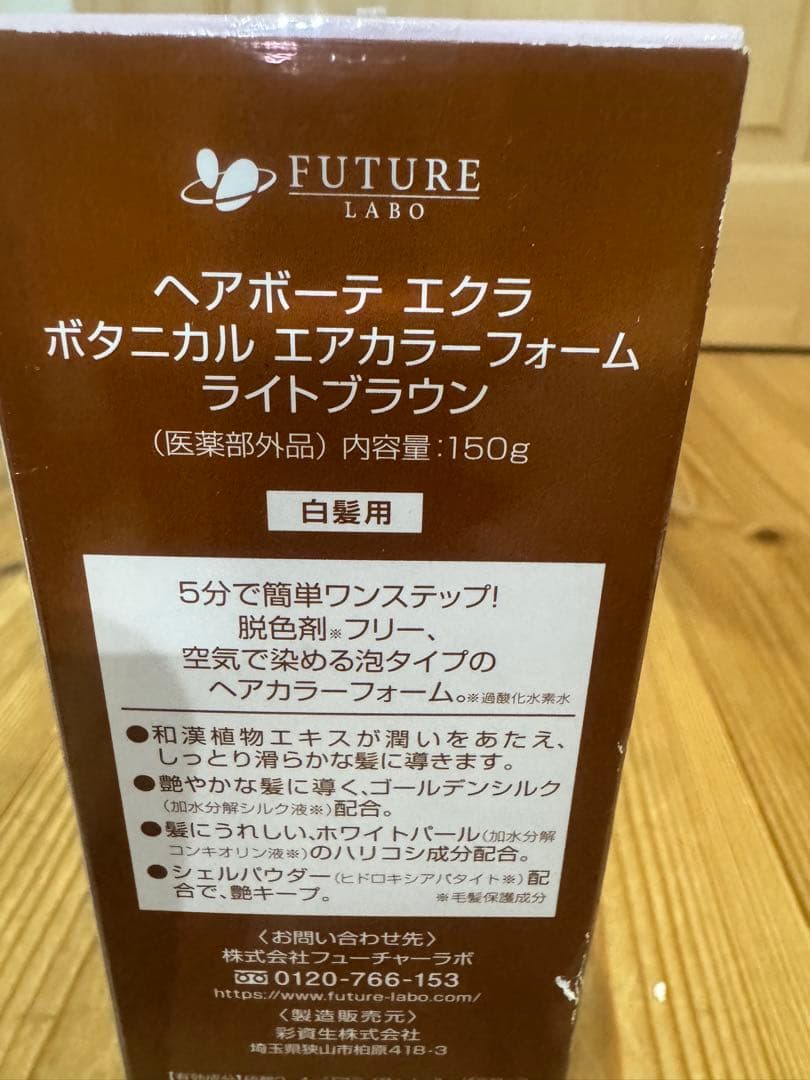 FUTURE
LABO
ヘアボーテ エクラ
ボタニカル エアカラーフォーム
ライトブラウン
（医薬部外品）内容量：150g
白髪用
5分で簡単ワンステップ!
脱色剤※フリー、
空気で染める泡タイプの
ヘアカラーフォーム。※過酸化水素水
●和漢植物エキスが潤いをあたえ、
しっとり滑らかな髪に導きます。
●艶やかな髪に導く、ゴールデンシルク
（加水分解シルク液※）配合。
●髪にうれしい、ホワイトパール（加水分解
コンキオリン液※）のハリコシ成分配合。
●シェルパウダー（ヒドロキシアパタイト※）配
合で、艶キープ。 ※毛髪保護成分
〈お問い合わせ先〉
株式会社フューチャーラボ
0120-766-153
https://www.future-labo.com/
〈製造販売元〉
彩資生株式会社
埼玉県狭山市柏原418-3
【有効成分】